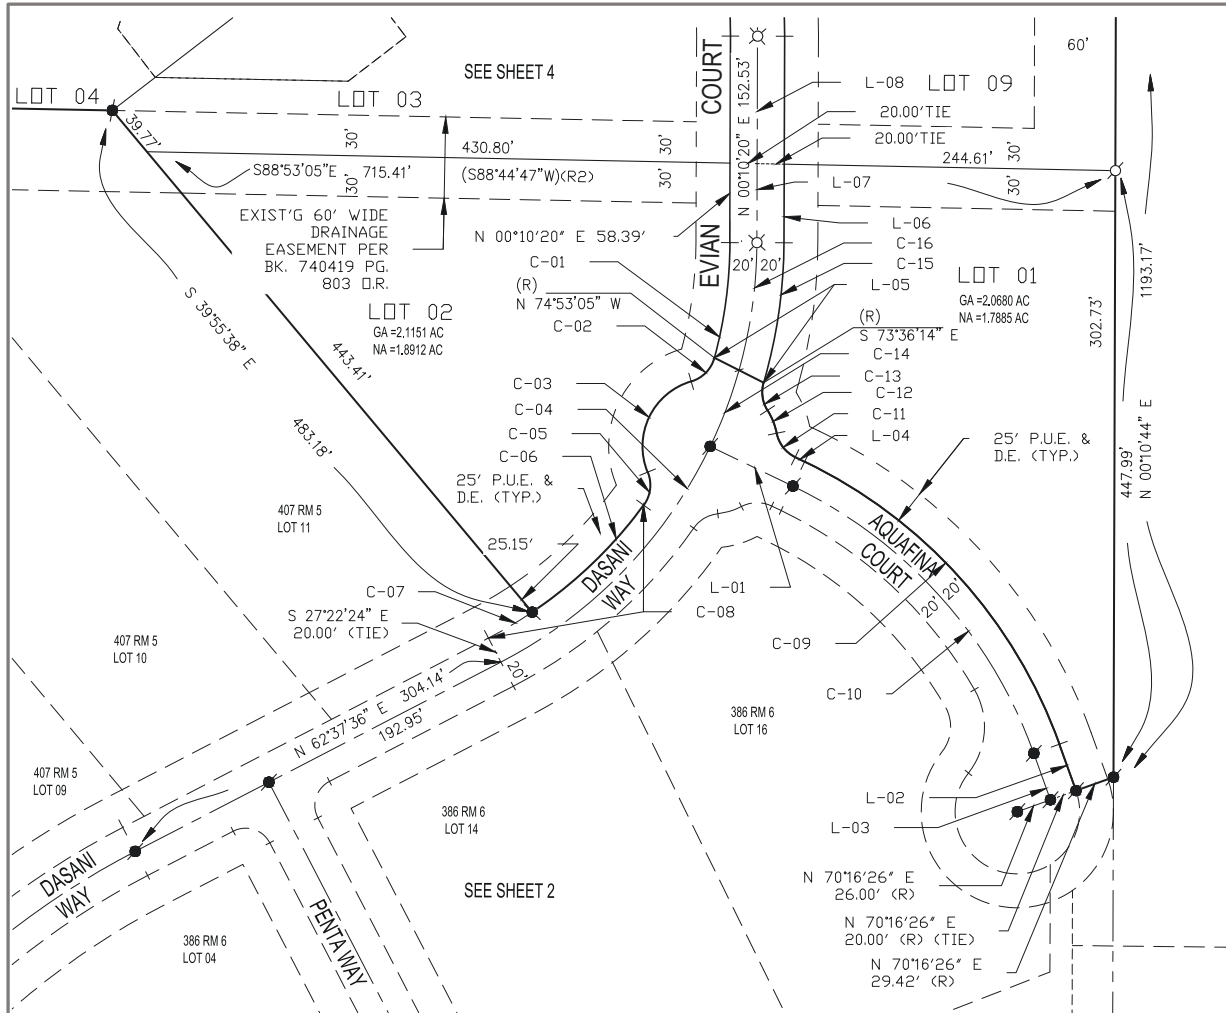 SEE SHEET 4
EVIAN COURT
N 00°10'20" E 152.53'
60'
L-08
LOT 09
LOT 04
LOT 03
20.00'TIE
20.00'TIE
39.77'
30'
430.80'
30'
244.61'
30'
S88°53'05"E 715.41'
30'
(S88°44'47"W)(R2)
30'
L-07
30'
EXIST'G 60' WIDE
DRAINAGE
EASEMENT PER
BK. 740419 PG.
803 O.R.
N 00°10'20" E 58.39'
L-06
C-16
C-01
20' 20'
C-15
L-05
LOT 01
GA =2.0680 AC
NA =1.7885 AC
1193.17'
(R)
N 74°53'05" W
C-02
S 39°55'38" E
LOT 02
GA =2.1151 AC
NA =1.8912 AC
(R)
S 73°36'14" E
302.73'
443.41'
C-14
C-13
C-12
C-11
L-04
C-03
C-04
C-05
C-06
N 00°10'44" E
25' P.U.E. &
D.E. (TYP.)
483.18'
25' P.U.E. &
D.E. (TYP.)
447.99'
407 RM 5
LOT 11
25.15'
DASANI
WAY
AQUAFINA
COURT
L-01
20' 20'
C-07
C-08
S 27°22'24" E
20.00' (TIE)
C-09
407 RM 5
LOT 10
20'
N 62°37'36" E 304.14'
192.95'
C-10
386 RM 6
LOT 16
407 RM 5
LOT 09
L-02
386 RM 6
LOT 14
L-03
DASANI
WAY
SEE SHEET 2
N 70°16'26" E
26.00' (R)
PENTA WAY
N 70°16'26" E
20.00' (R) (TIE)
386 RM 6
LOT 04
N 70°16'26" E
29.42' (R)